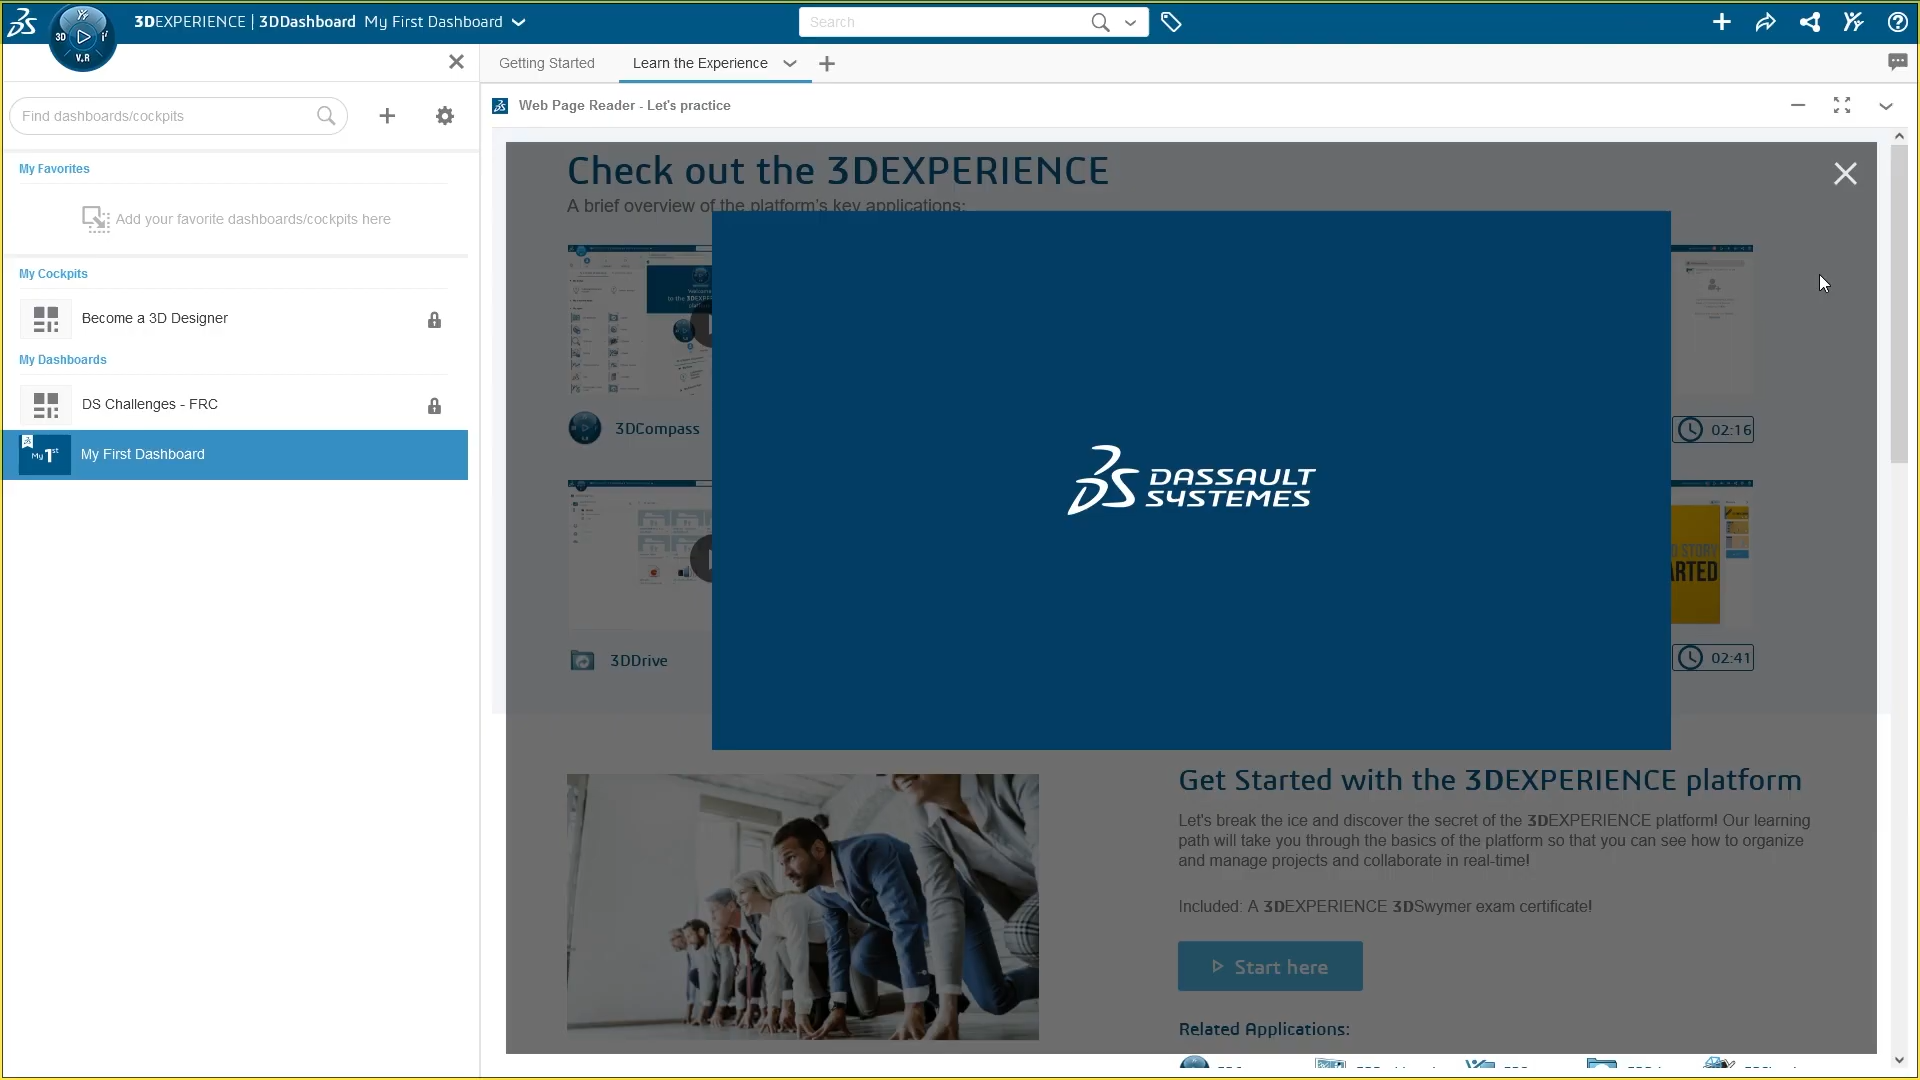 3DEXPERIENCE | 3DDashboard My First Dashboard
Search
3D
V.R
Find dashboards/cockpits
My Favorites
Add your favorite dashboards/cockpits here
My Cockpits
Become a 3D Designer
My Dashboards
DS Challenges - FRC
My 1st
My First Dashboard
Getting Started
Learn the Experience
Web Page Reader - Let's practice
Check out the 3DEXPERIENCE
A brief overview of the platform's key applications:
3DCompass
02:16
DASSAULT
SYSTEMES
STORY
ARTED
3DDrive
02:41
Get Started with the 3DEXPERIENCE platform
Let's break the ice and discover the secret of the 3DEXPERIENCE platform! Our learning
path will take you through the basics of the platform so that you can see how to organize
and manage projects and collaborate in real-time!
Included: A 3DEXPERIENCE 3DSwymer exam certificate!
Start here
Related Applications: